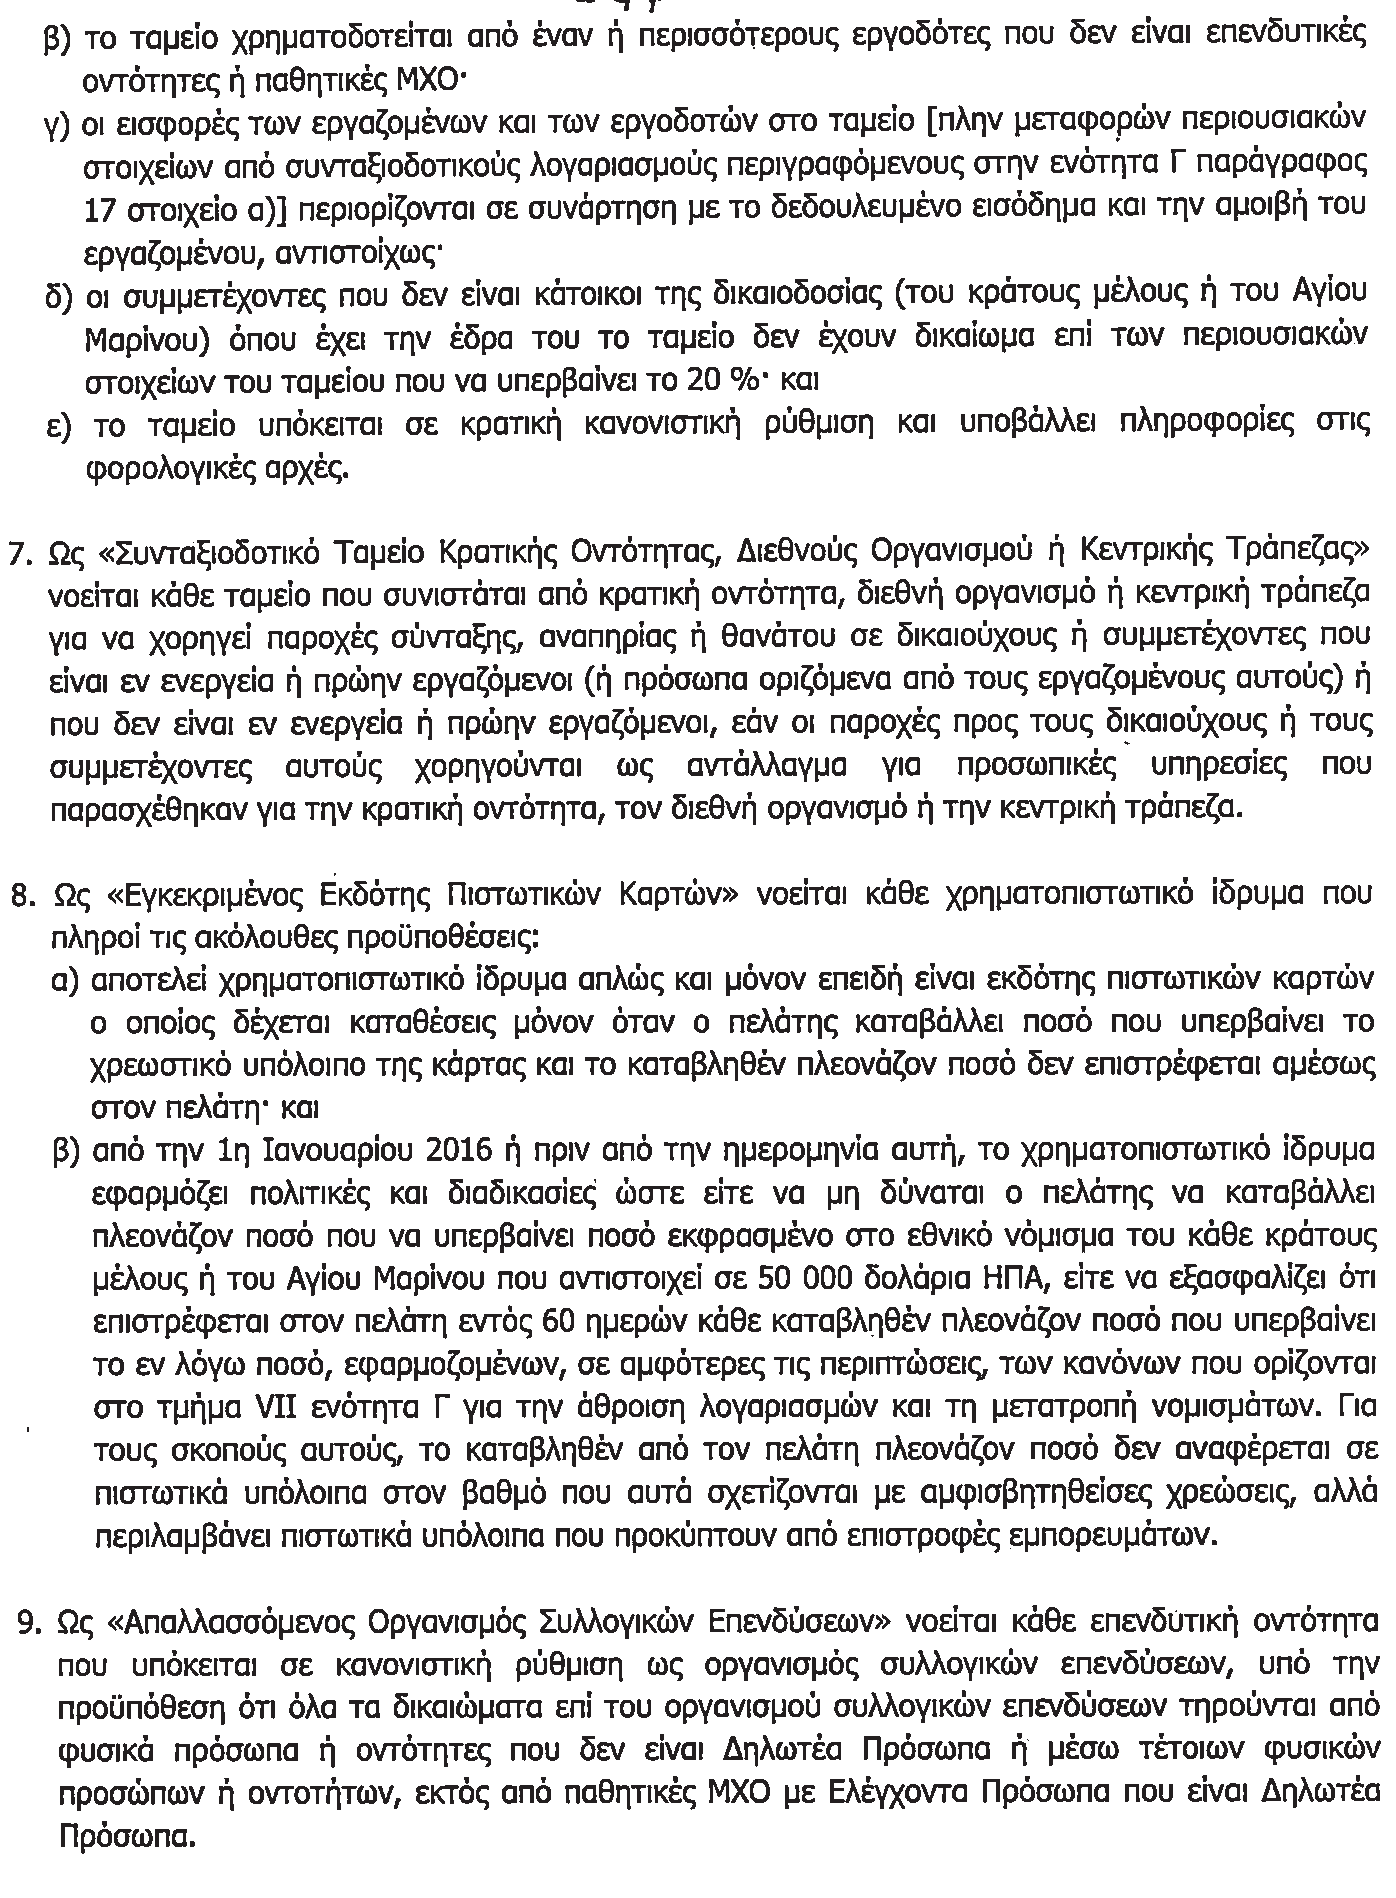 β) το ταμείο χρηματοδοτείται από έναν ή περισσότερους εργοδότες που δεν είναι επενδυτικές
οντότητες ή παθητικές ΜΧΟ·
γ) οι εισφορές των εργαζομένων και των εργοδοτών στο ταμείο [πλην μεταφορών περιουσιακών
στοιχείων από συνταξιοδοτικούς λογαριασμούς περιγραφόμενους στην ενότητα Γ παράγραφος
17 στοιχείο α)] περιορίζονται σε συνάρτηση με το δεδουλευμένο εισόδημα και την αμοιβή του
εργαζομένου, αντιστοίχως·
δ) οι συμμετέχοντες που δεν είναι κάτοικοι της δικαιοδοσίας (του κράτους μέλους ή του Αγίου
Μαρίνου) όπου έχει την έδρα του το ταμείο δεν έχουν δικαίωμα επί των περιουσιακών
στοιχείων του ταμείου που να υπερβαίνει το 20 %· και
ε) το ταμείο υπόκειται σε κρατική κανονιστική ρύθμιση και υποβάλλει πληροφορίες στις
φορολογικές αρχές.
7. Ως «Συνταξιοδοτικό Ταμείο Κρατικής Οντότητας, Διεθνούς Οργανισμού ή Κεντρικής Τράπεζας»
νοείται κάθε ταμείο που συνιστάται από κρατική οντότητα, διεθνή οργανισμό ή κεντρική τράπεζα
για να χορηγεί παροχές σύνταξης, αναπηρίας ή θανάτου σε δικαιούχους ή συμμετέχοντες που
είναι εν ενεργεία ή πρώην εργαζόμενοι (ή πρόσωπα οριζόμενα από τους εργαζομένους αυτούς) ή
που δεν είναι εν ενεργεία ή πρώην εργαζόμενοι, εάν οι παροχές προς τους δικαιούχους ή τους
συμμετέχοντες αυτούς χορηγούνται ως αντάλλαγμα για προσωπικές υπηρεσίες που
παρασχέθηκαν για την κρατική οντότητα, τον διεθνή οργανισμό ή την κεντρική τράπεζα.
8. Ως «Εγκεκριμένος Εκδότης Πιστωτικών Καρτών» νοείται κάθε χρηματοπιστωτικό ίδρυμα που
πληροί τις ακόλουθες προϋποθέσεις:
α) αποτελεί χρηματοπιστωτικό ίδρυμα απλώς και μόνον επειδή είναι εκδότης πιστωτικών καρτών
ο οποίος δέχεται καταθέσεις μόνον όταν ο πελάτης καταβάλλει ποσό που υπερβαίνει το
χρεωστικό υπόλοιπο της κάρτας και το καταβληθέν πλεονάζον ποσό δεν επιστρέφεται αμέσως
στον πελάτη· και
β) από την 1η Ιανουαρίου 2016 ή πριν από την ημερομηνία αυτή, το χρηματοπιστωτικό ίδρυμα
εφαρμόζει πολιτικές και διαδικασίες ώστε είτε να μη δύναται ο πελάτης να καταβάλλει
πλεονάζον ποσό που να υπερβαίνει ποσό εκφρασμένο στο εθνικό νόμισμα του κάθε κράτους
μέλους ή του Αγίου Μαρίνου που αντιστοιχεί σε 50 000 δολάρια ΗΠΑ, είτε να εξασφαλίζει ότι
επιστρέφεται στον πελάτη εντός 60 ημερών κάθε καταβληθέν πλεονάζον ποσό που υπερβαίνει
το εν λόγω ποσό, εφαρμοζομένων, σε αμφότερες τις περιπτώσεις, των κανόνων που ορίζονται
στο τμήμα VII ενότητα Γ για την άθροιση λογαριασμών και τη μετατροπή νομισμάτων. Για
τους σκοπούς αυτούς, το καταβληθέν από τον πελάτη πλεονάζον ποσό δεν αναφέρεται σε
πιστωτικά υπόλοιπα στον βαθμό που αυτά σχετίζονται με αμφισβητηθείσες χρεώσεις, αλλά
περιλαμβάνει πιστωτικά υπόλοιπα που προκύπτουν από επιστροφές εμπορευμάτων.
9. Ως «Απαλλασσόμενος Οργανισμός Συλλογικών Επενδύσεων» νοείται κάθε επενδυτική οντότητα
που υπόκειται σε κανονιστική ρύθμιση ως οργανισμός συλλογικών επενδύσεων, υπό την
προϋπόθεση ότι όλα τα δικαιώματα επί του οργανισμού συλλογικών επενδύσεων τηρούνται από
φυσικά πρόσωπα ή οντότητες που δεν είναι Δηλωτέα Πρόσωπα ή μέσω τέτοιων φυσικών
προσώπων ή οντοτήτων, εκτός από παθητικές ΜΧΟ με Ελέγχοντα Πρόσωπα που είναι Δηλωτέα
Πρόσωπα.